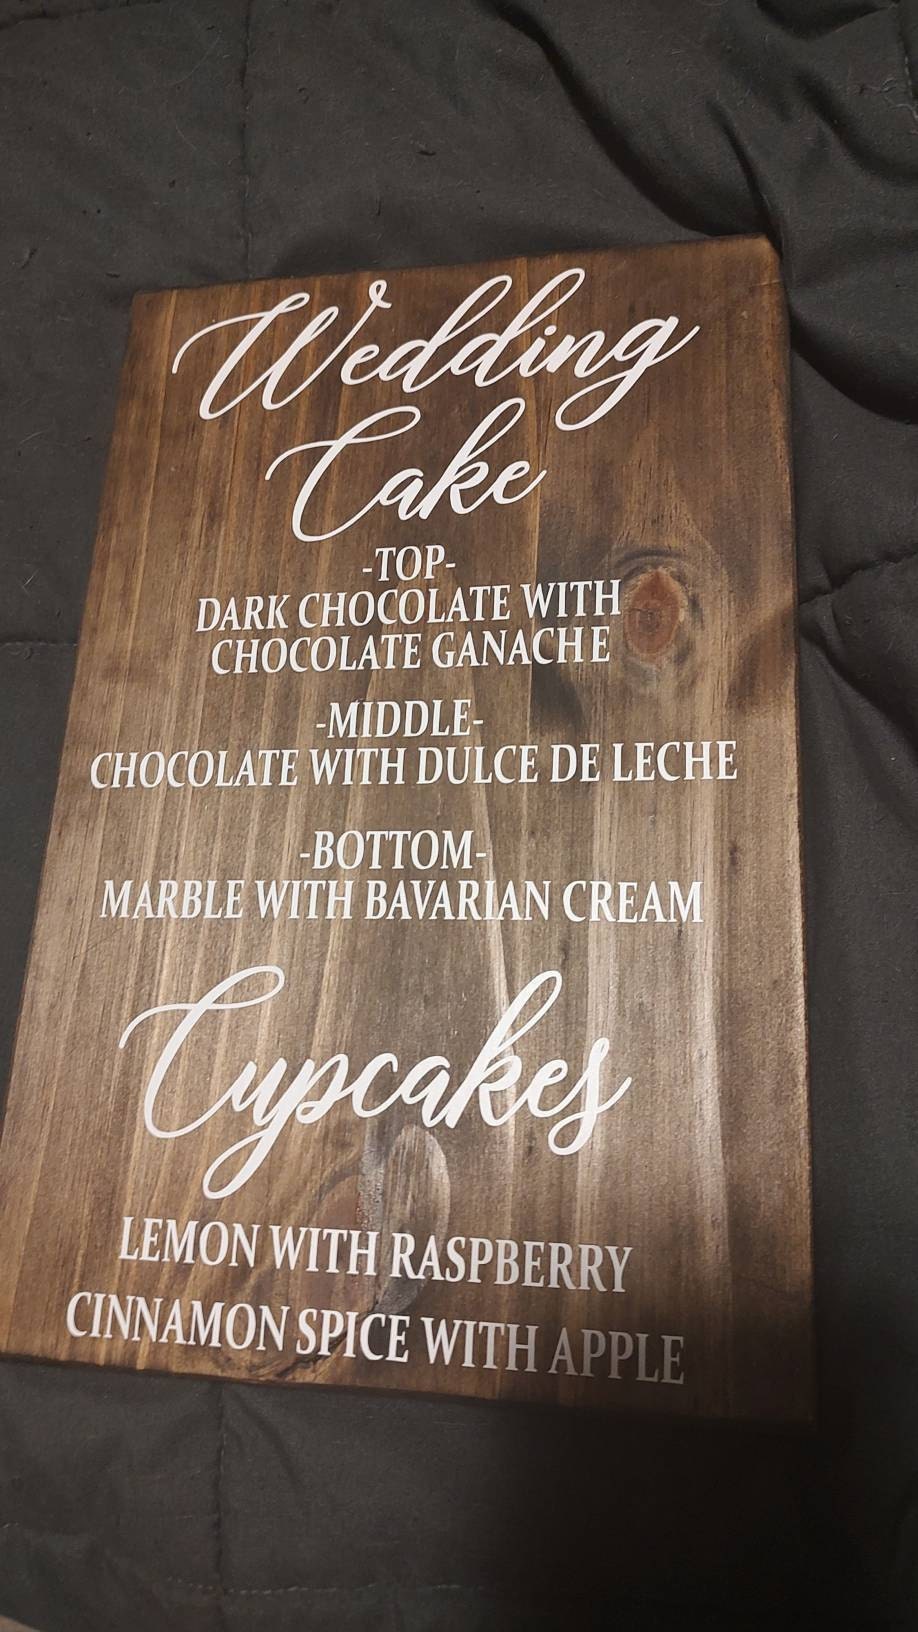 Wedding
Cake
-TOP-
DARK CHOCOLATE WITH
CHOCOLATE GANACHE
-MIDDLE-
CHOCOLATE WITH DULCE DE LECHE
-BOTTOM-
MARBLE WITH BAVARIAN CREAM
Cupcakes
LEMON WITH RASPBERRY
CINNAMON SPICE WITH APPLE